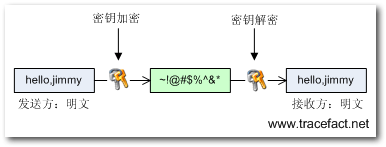 密钥加密
密钥解密
hello,jimmy
~!@#$%^&*
hello,jimmy
发送方：明文
接收方：明文
www.tracefact.net